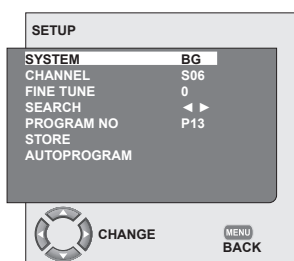 SETUP
SYSTEM BG
CHANNEL S06
FINE TUNE 0
SEARCH ◄ ►
PROGRAM NO P13
STORE
AUTOPROGRAM
CHANGE
MENU
BACK